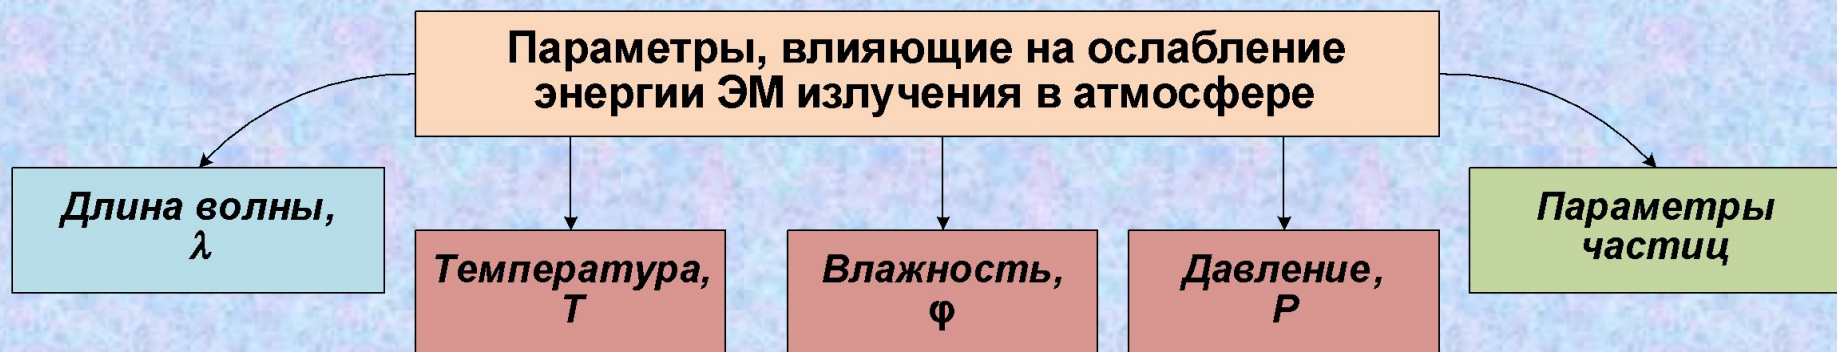 Параметры, влияющие на ослабление
энергии ЭМ излучения в атмосфере
Длина волны,
λ
Температура,
T
Влажность,
φ
Давление,
P
Параметры
частиц